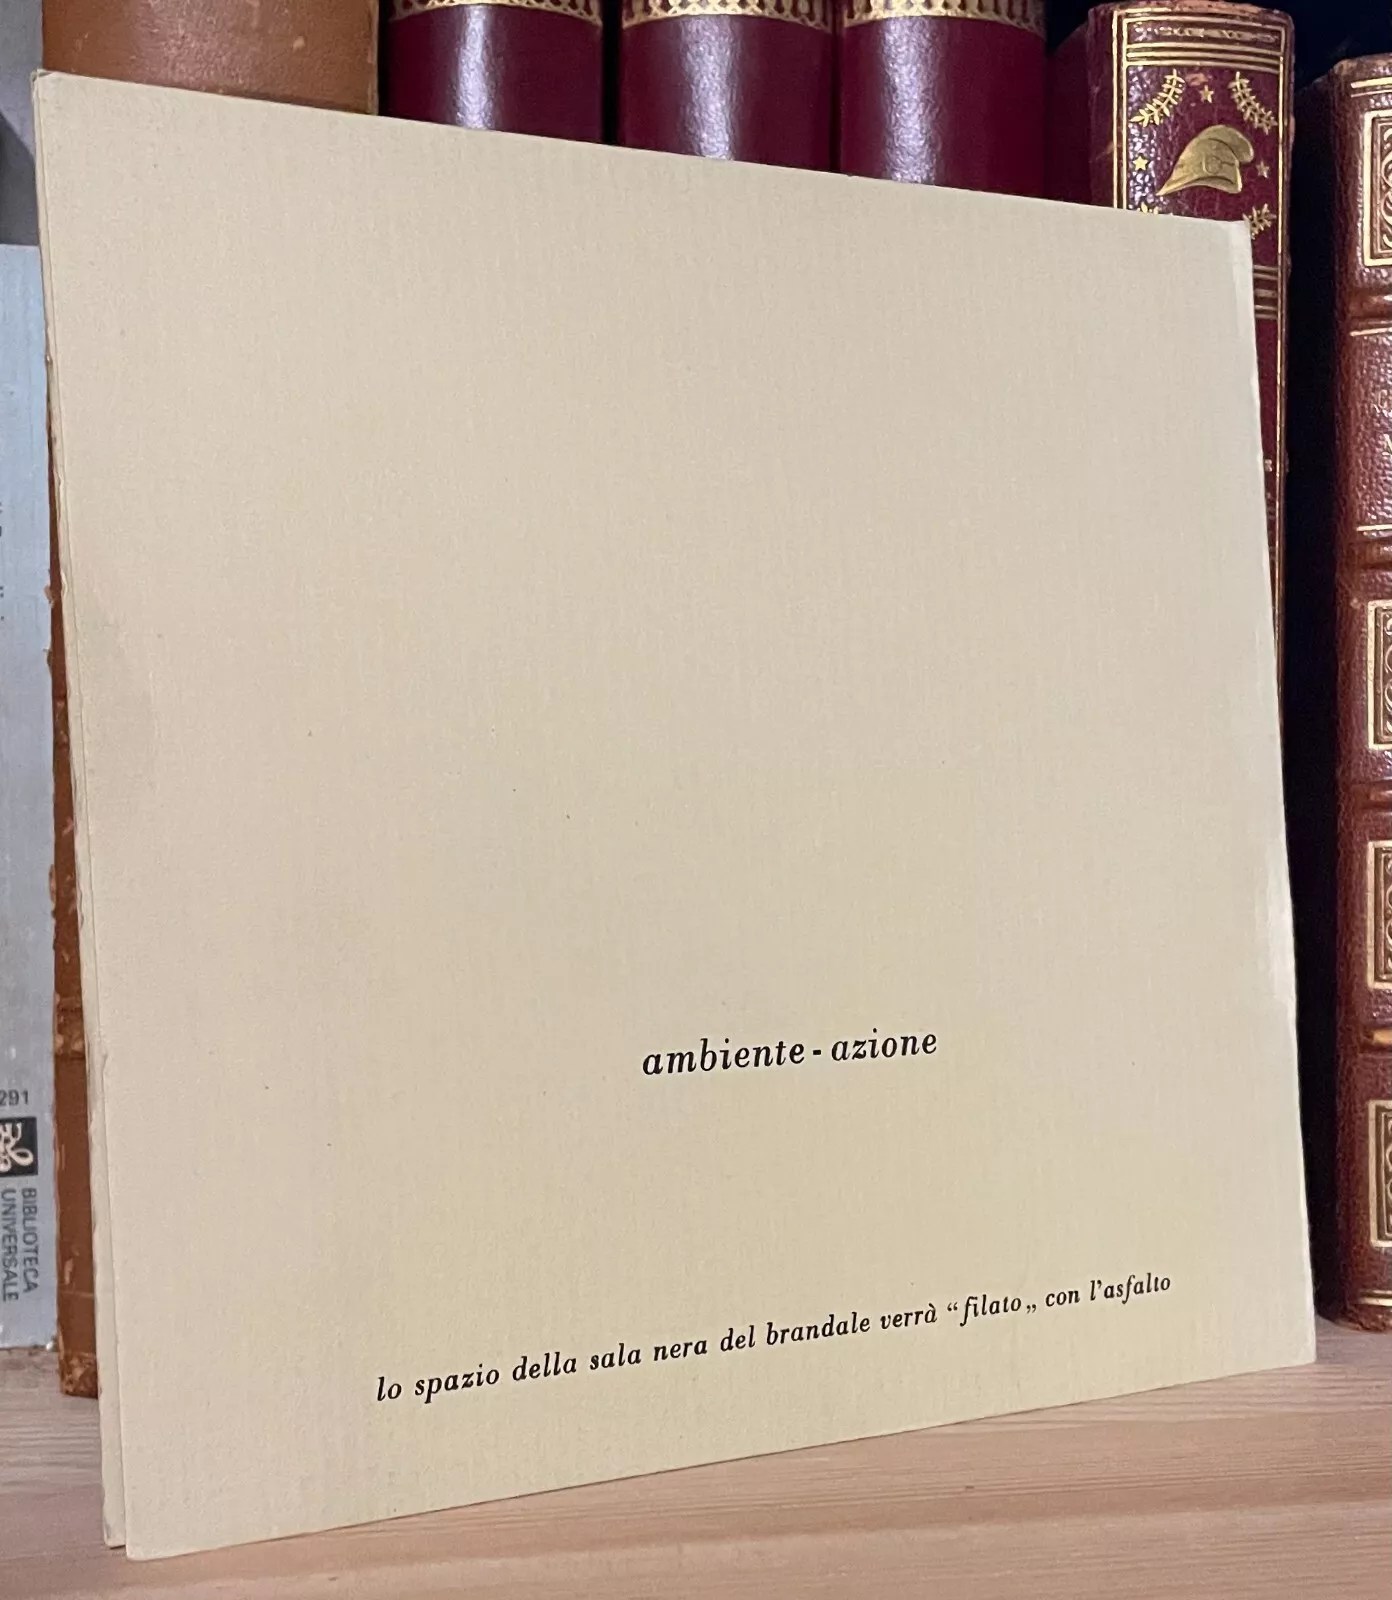 ambiente - azione
lo spazio della sala nera del brandale verrà “filato„ con l'asfalto
291
BIBLIOTECA
UNIVERSALE